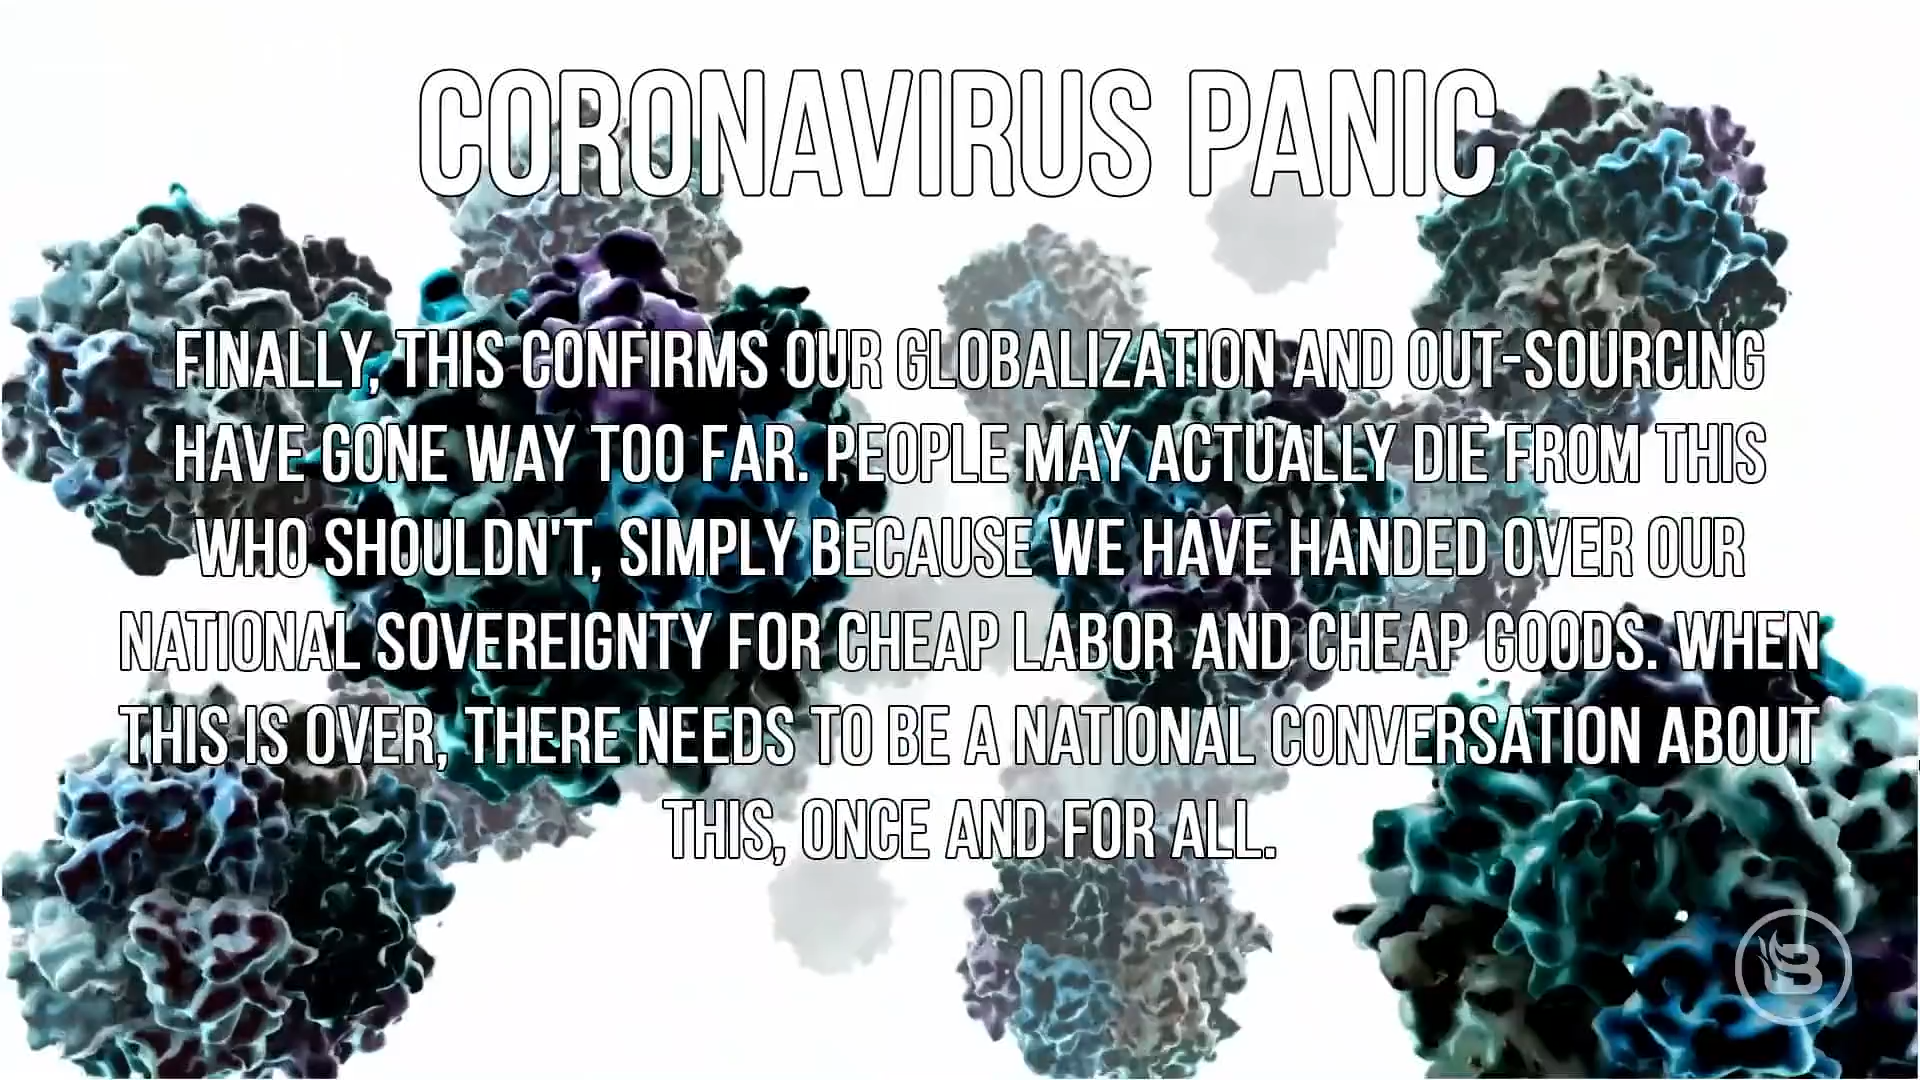 CORONAVIRUS PANIC
FINALLY, THIS CONFIRMS OUR GLOBALIZATION AND OUT-SOURCING
HAVE GONE WAY TOO FAR. PEOPLE MAY ACTUALLY DIE FROM THIS
WHO SHOULDN'T, SIMPLY BECAUSE WE HAVE HANDED OVER OUR
NATIONAL SOVEREIGNTY FOR CHEAP LABOR AND CHEAP GOODS. WHEN
THIS IS OVER, THERE NEEDS TO BE A NATIONAL CONVERSATION ABOUT
THIS, ONCE AND FOR ALL.
B